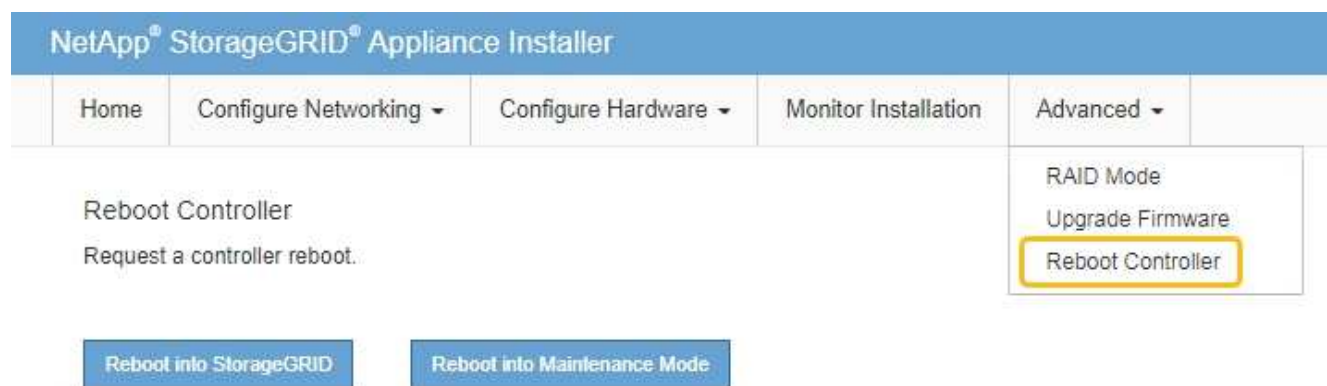 NetApp® StorageGRID® Appliance Installer
Home Configure Networking Configure Hardware Monitor Installation Advanced
RAID Mode
Upgrade Firmware
Reboot Controller
Reboot Controller
Request a controller reboot.
Reboot into StorageGRID Reboot into Maintenance Mode